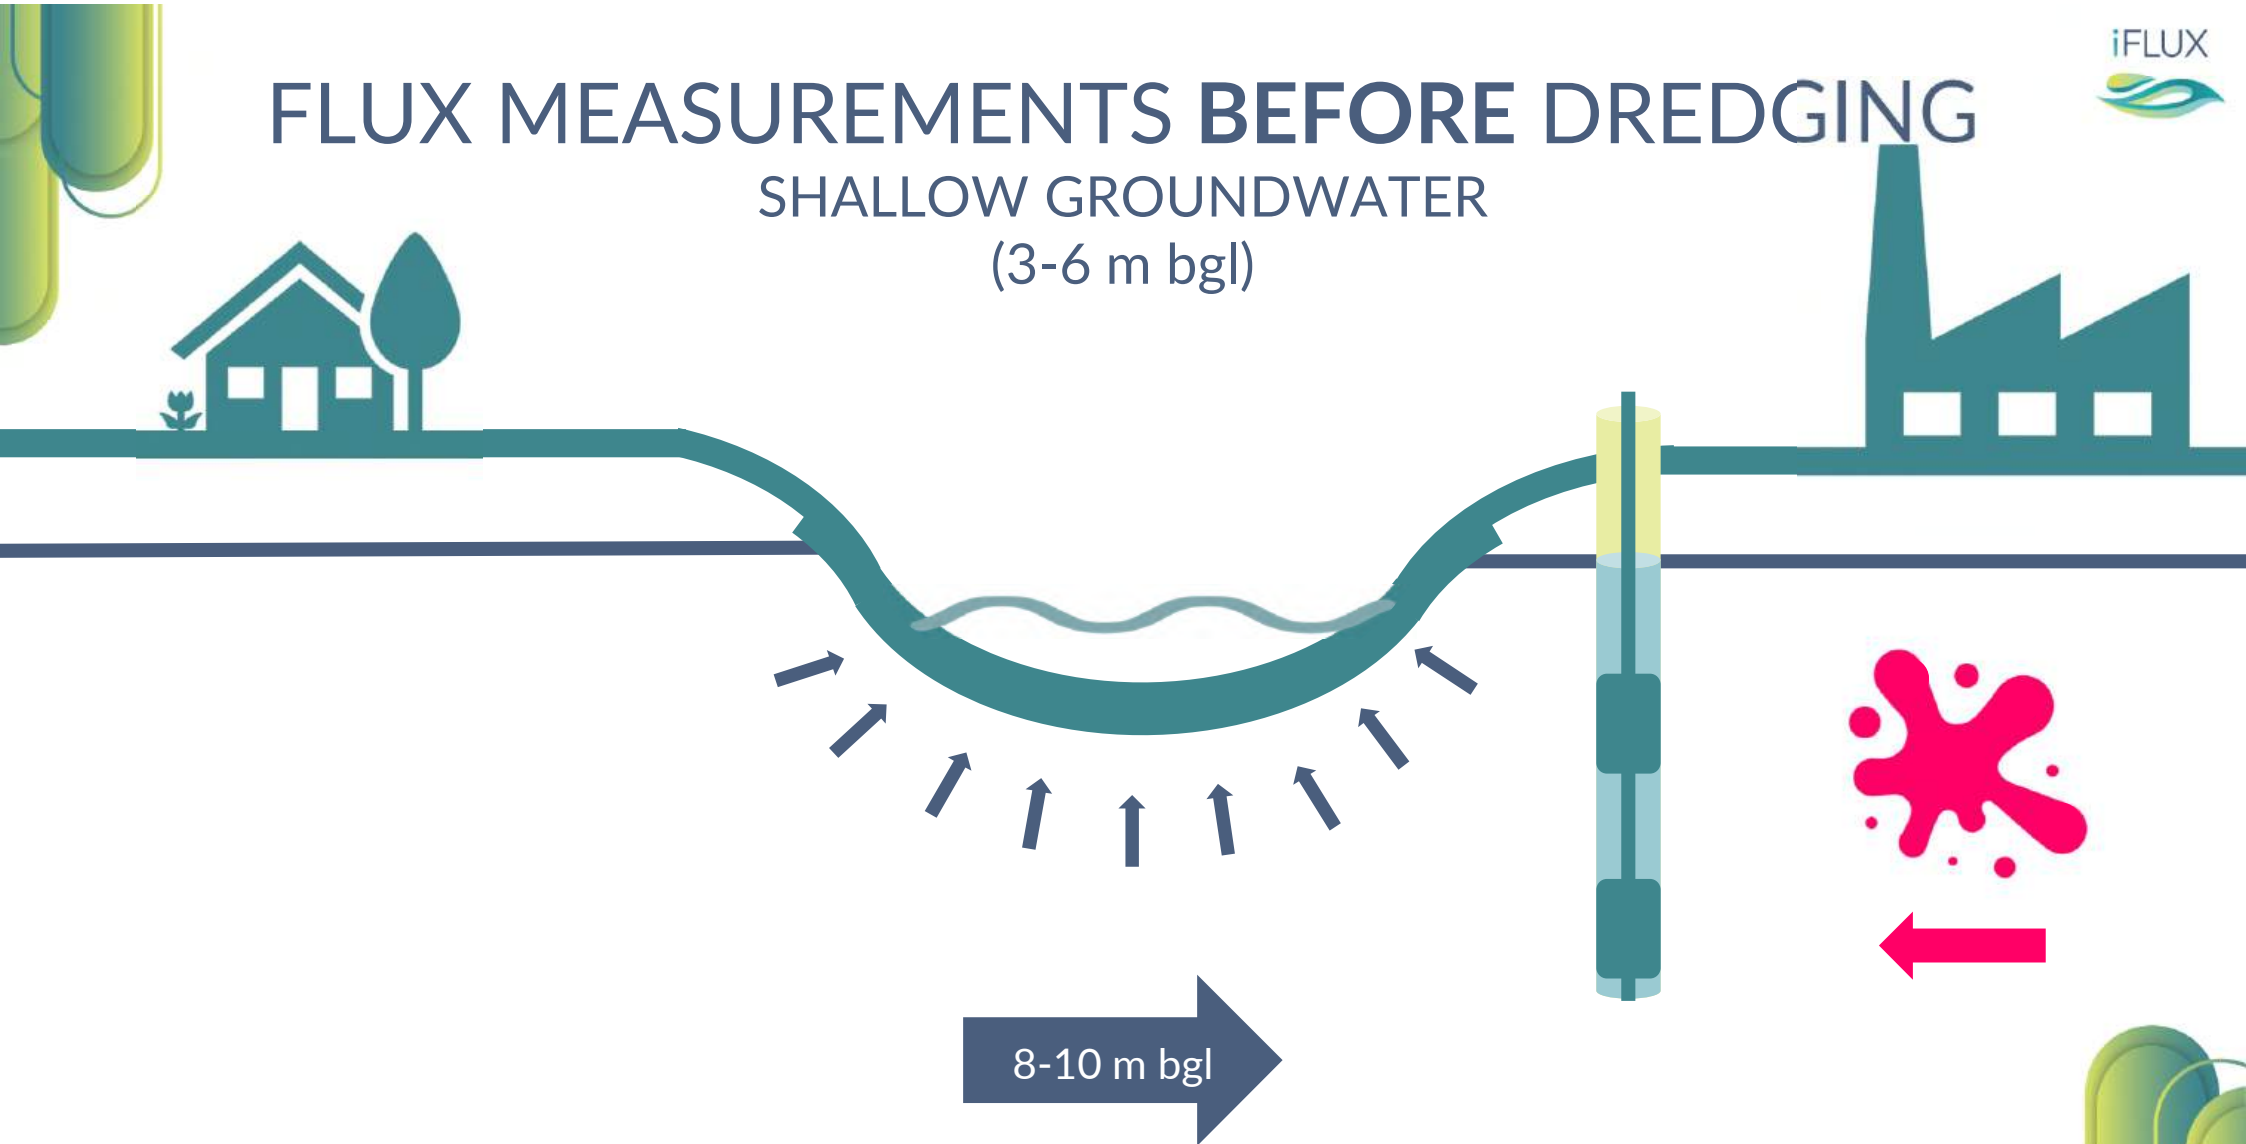 iFLUX
FLUX MEASUREMENTS BEFORE DREDGING
SHALLOW GROUNDWATER
(3-6 m bgl)
8-10 m bgl